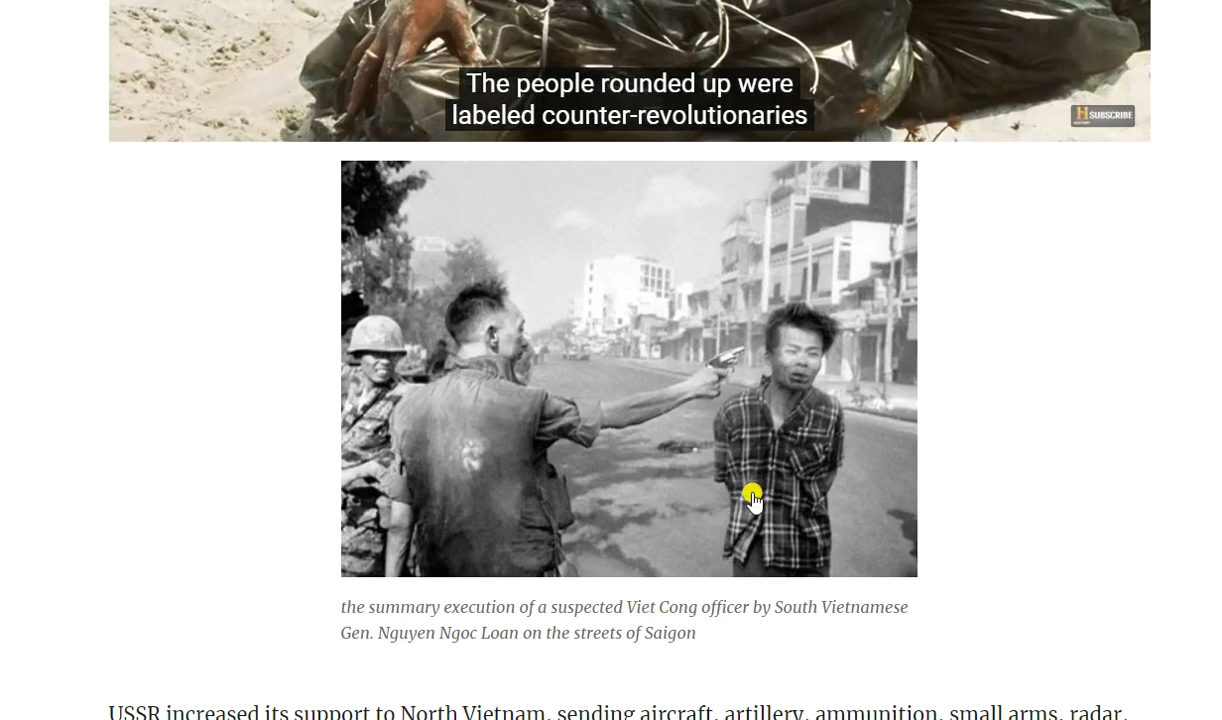 The people rounded up were
labeled counter-revolutionaries
H SUBSCRIBE
the summary execution of a suspected Viet Cong officer by South Vietnamese
Gen. Nguyen Ngoc Loan on the streets of Saigon
USSR increased its support to North Vietnam, sending aircraft, artillery, ammunition, small arms, radar,